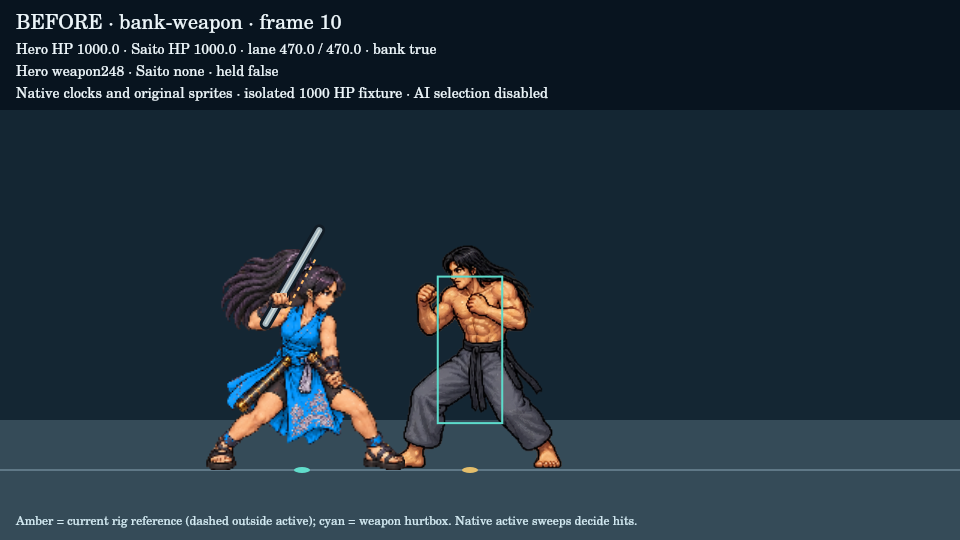 BEFORE · bank-weapon · frame 10
Hero HP 1000.0 · Saito HP 1000.0 · lane 470.0 / 470.0 · bank true
Hero weapon248 · Saito none · held false
Native clocks and original sprites · isolated 1000 HP fixture · AI selection disabled
Amber = current rig reference (dashed outside active); cyan = weapon hurtbox. Native active sweeps decide hits.